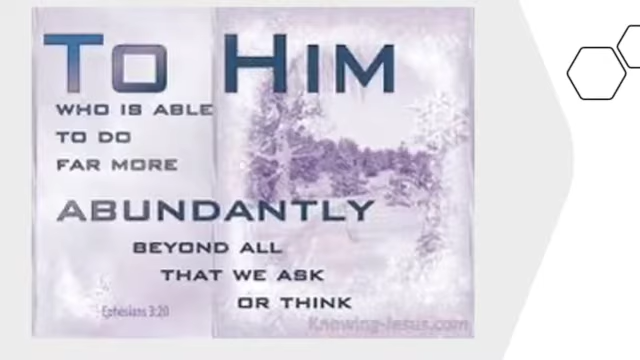 To Him
WHO IS ABLE
TO DO
FAR MORE
ABUNDANTLY
BEYOND ALL
THAT WE ASK
OR THINK
Ephesians 3:20
Knowing-Jesus.com